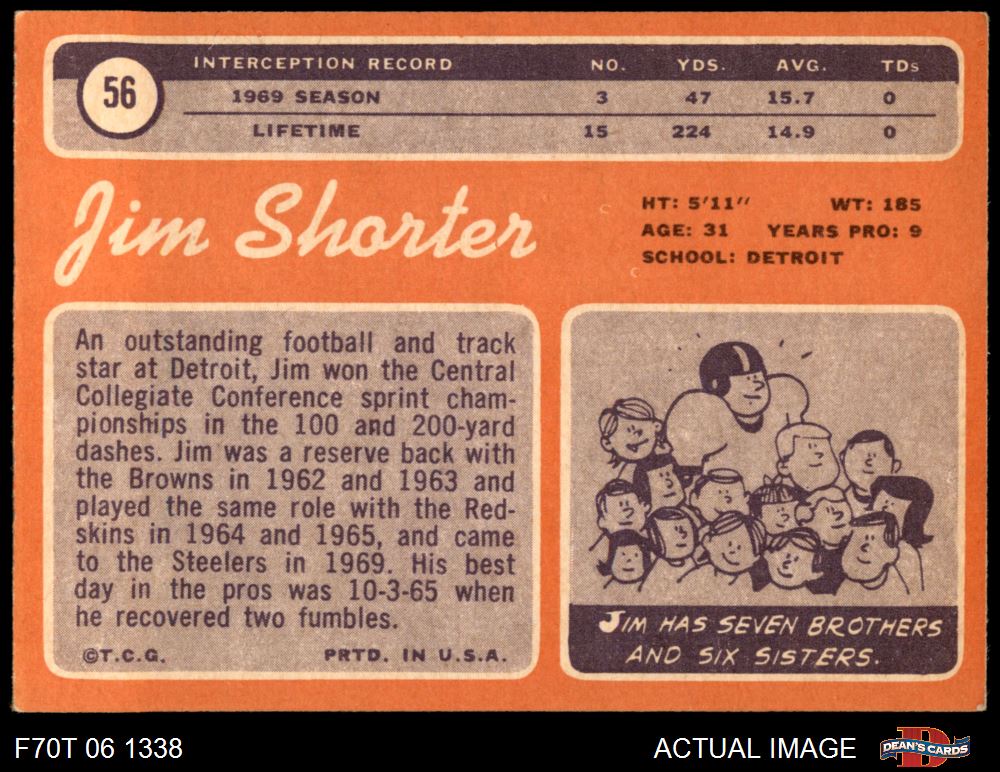 56
INTERCEPTION RECORD NO. YDS. AVG. TDs
1969 SEASON 3 47 15.7 0
LIFETIME 15 224 14.9 0
Jim Shorter
HT: 5'11" WT: 185
AGE: 31 YEARS PRO: 9
SCHOOL: DETROIT
An outstanding football and track
star at Detroit, Jim won the Central
Collegiate Conference sprint cham-
pionships in the 100 and 200-yard
dashes. Jim was a reserve back with
the Browns in 1962 and 1963 and
played the same role with the Red-
skins in 1964 and 1965, and came
to the Steelers in 1969. His best
day in the pros was 10-3-65 when
he recovered two fumbles.
©T.C.G. PRTD. IN U.S.A.
JIM HAS SEVEN BROTHERS
AND SIX SISTERS.
F70T 06 1338
ACTUAL IMAGE
D
DEAN'S CARDS